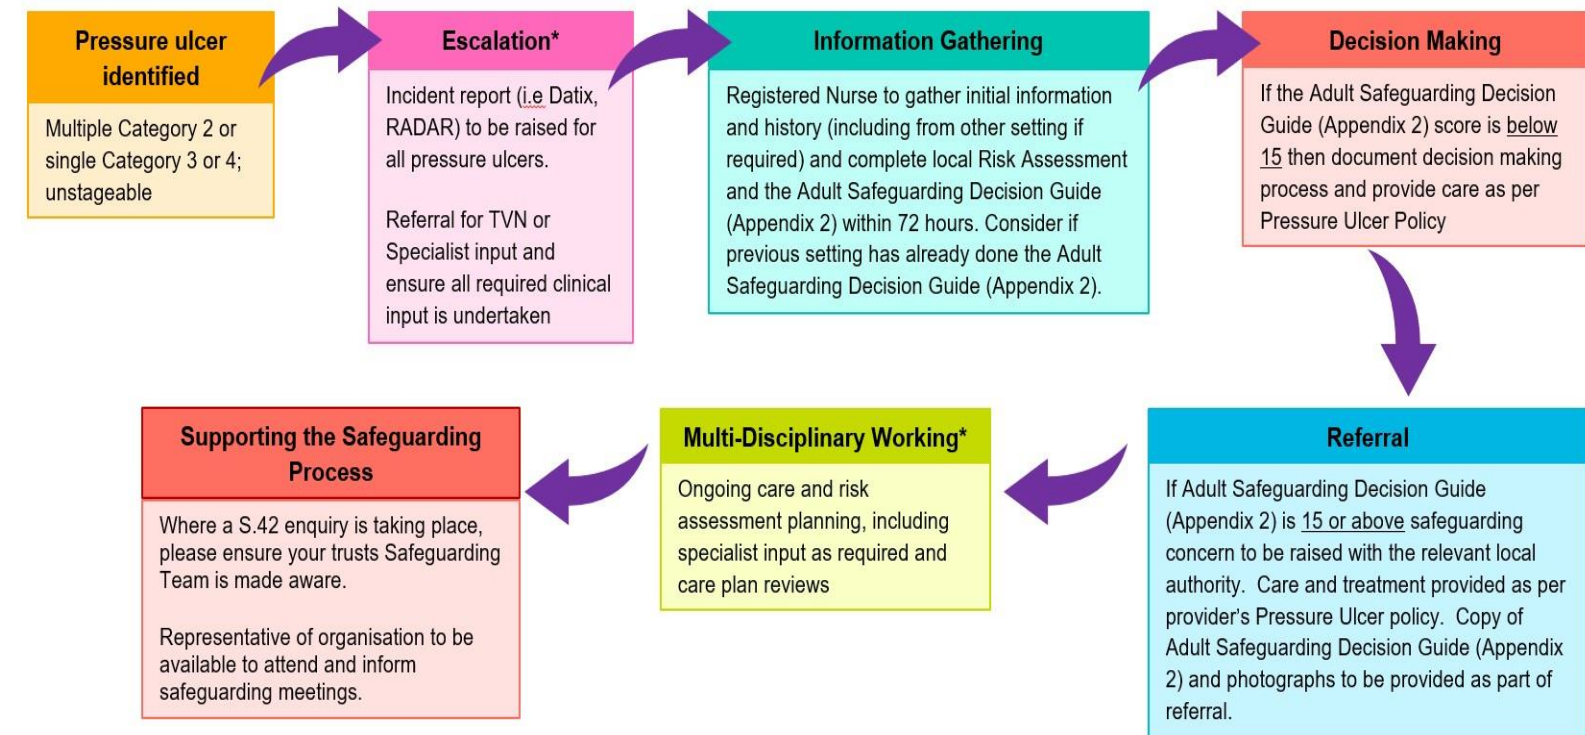 Pressure ulcer
identified
Multiple Category 2 or
single Category 3 or 4;
unstageable
Escalation*
Incident report (i.e Datix,
RADAR) to be raised for
all pressure ulcers.
Referral for TVN or
Specialist input and
ensure all required clinical
input is undertaken
Information Gathering
Registered Nurse to gather initial information
and history (including from other setting if
required) and complete local Risk Assessment
and the Adult Safeguarding Decision Guide
(Appendix 2) within 72 hours. Consider if
previous setting has already done the Adult
Safeguarding Decision Guide (Appendix 2).
Decision Making
If the Adult Safeguarding Decision
Guide (Appendix 2) score is below
15 then document decision making
process and provide care as per
Pressure Ulcer Policy
Referral
If Adult Safeguarding Decision Guide
(Appendix 2) is 15 or above safeguarding
concern to be raised with the relevant local
authority. Care and treatment provided as per
provider's Pressure Ulcer policy. Copy of
Adult Safeguarding Decision Guide (Appendix
2) and photographs to be provided as part of
referral.
Multi-Disciplinary Working*
Ongoing care and risk
assessment planning, including
specialist input as required and
care plan reviews
Supporting the Safeguarding
Process
Where a S.42 enquiry is taking place,
please ensure your trusts Safeguarding
Team is made aware.
Representative of organisation to be
available to attend and inform
safeguarding meetings.